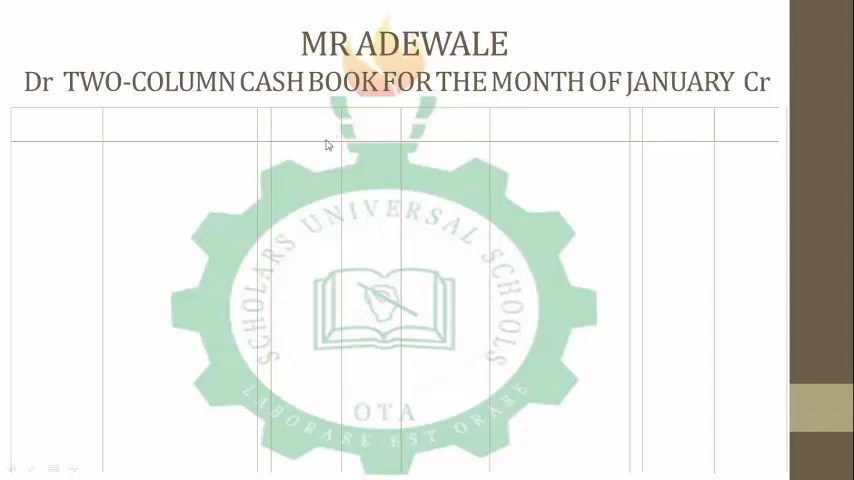 MR ADEWALE
Dr TWO-COLUMN CASH BOOK FOR THE MONTH OF JANUARY Cr
SCHOLARS UNIVERSAL SCHOOLS
OTA
LABORARE EST ORARE